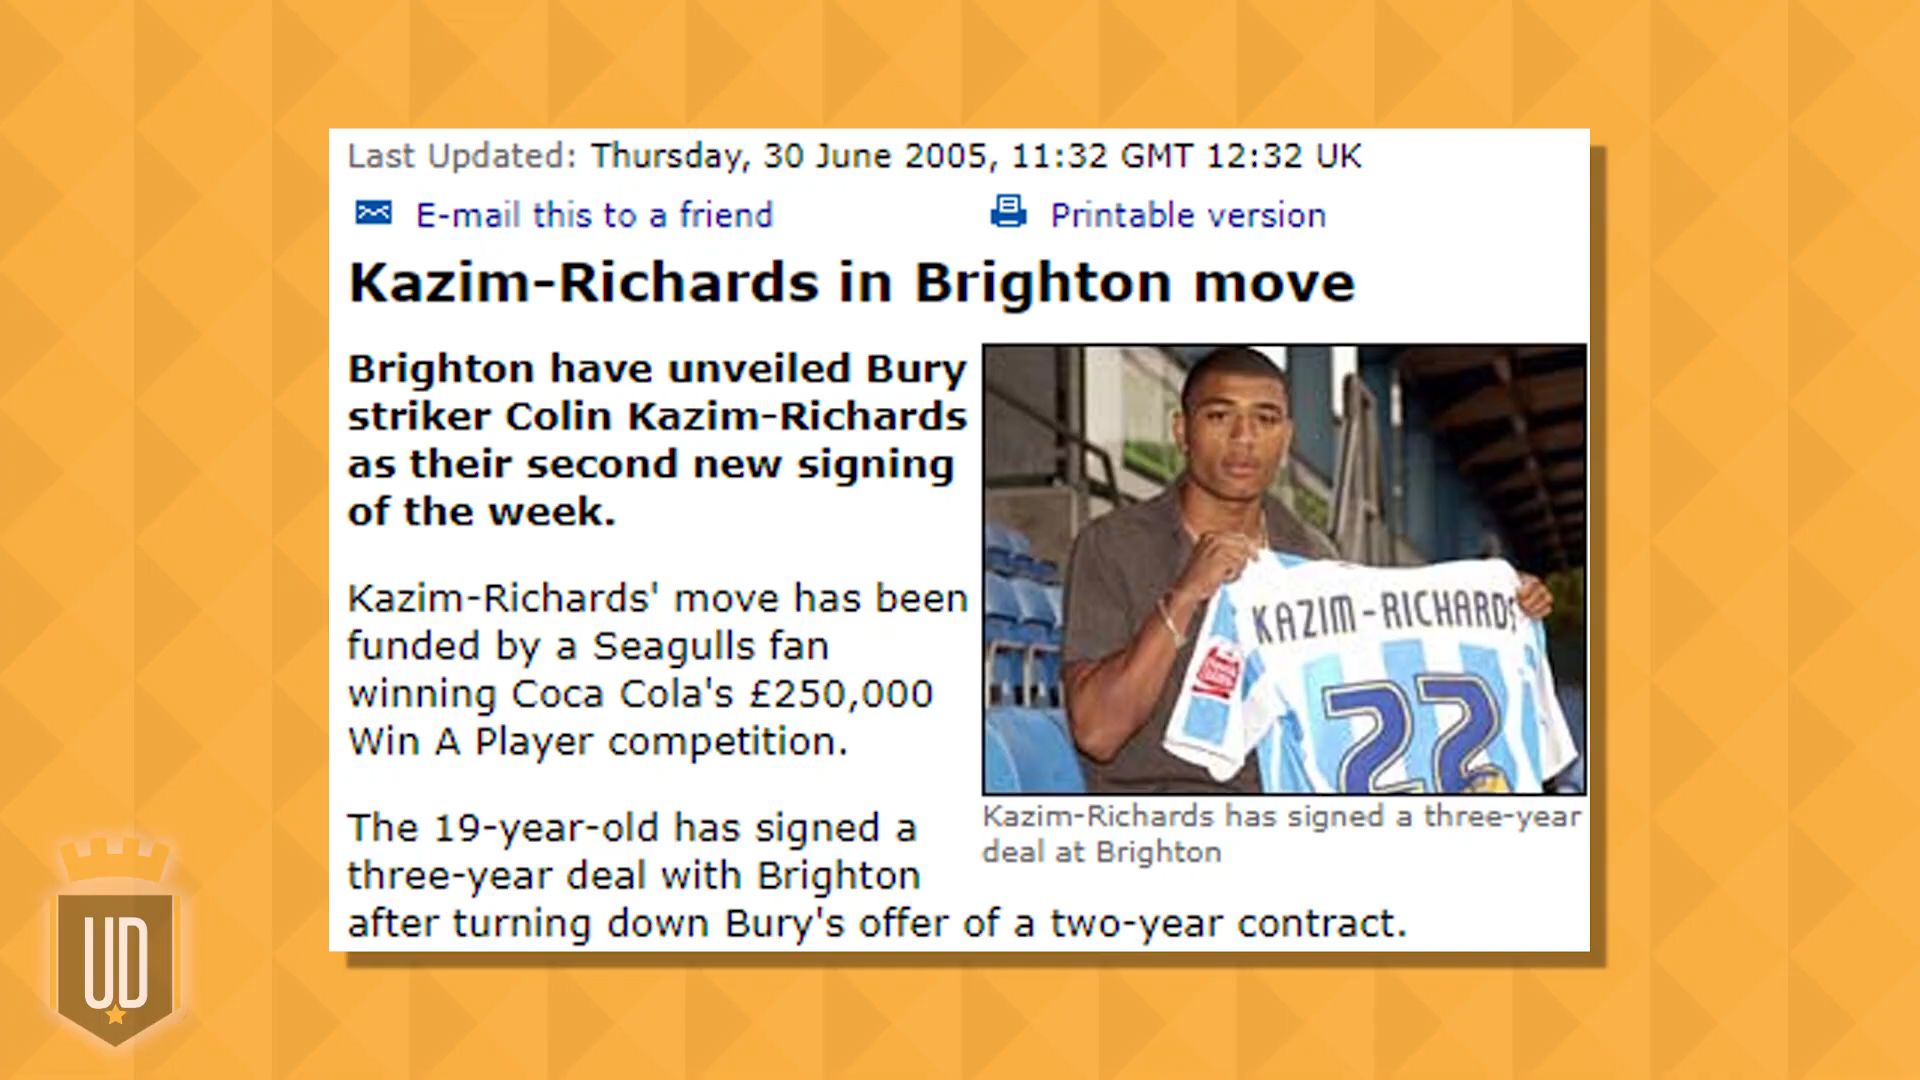 Last Updated: Thursday, 30 June 2005, 11:32 GMT 12:32 UK
E-mail this to a friend
Printable version
Kazim-Richards in Brighton move
Brighton have unveiled Bury
striker Colin Kazim-Richards
as their second new signing
of the week.
Kazim-Richards' move has been
funded by a Seagulls fan
winning Coca Cola's £250,000
Win A Player competition.
The 19-year-old has signed a
three-year deal with Brighton
after turning down Bury's offer of a two-year contract.
KAZIM-RICHARDS
22
Kazim-Richards has signed a three-year
deal at Brighton
UD